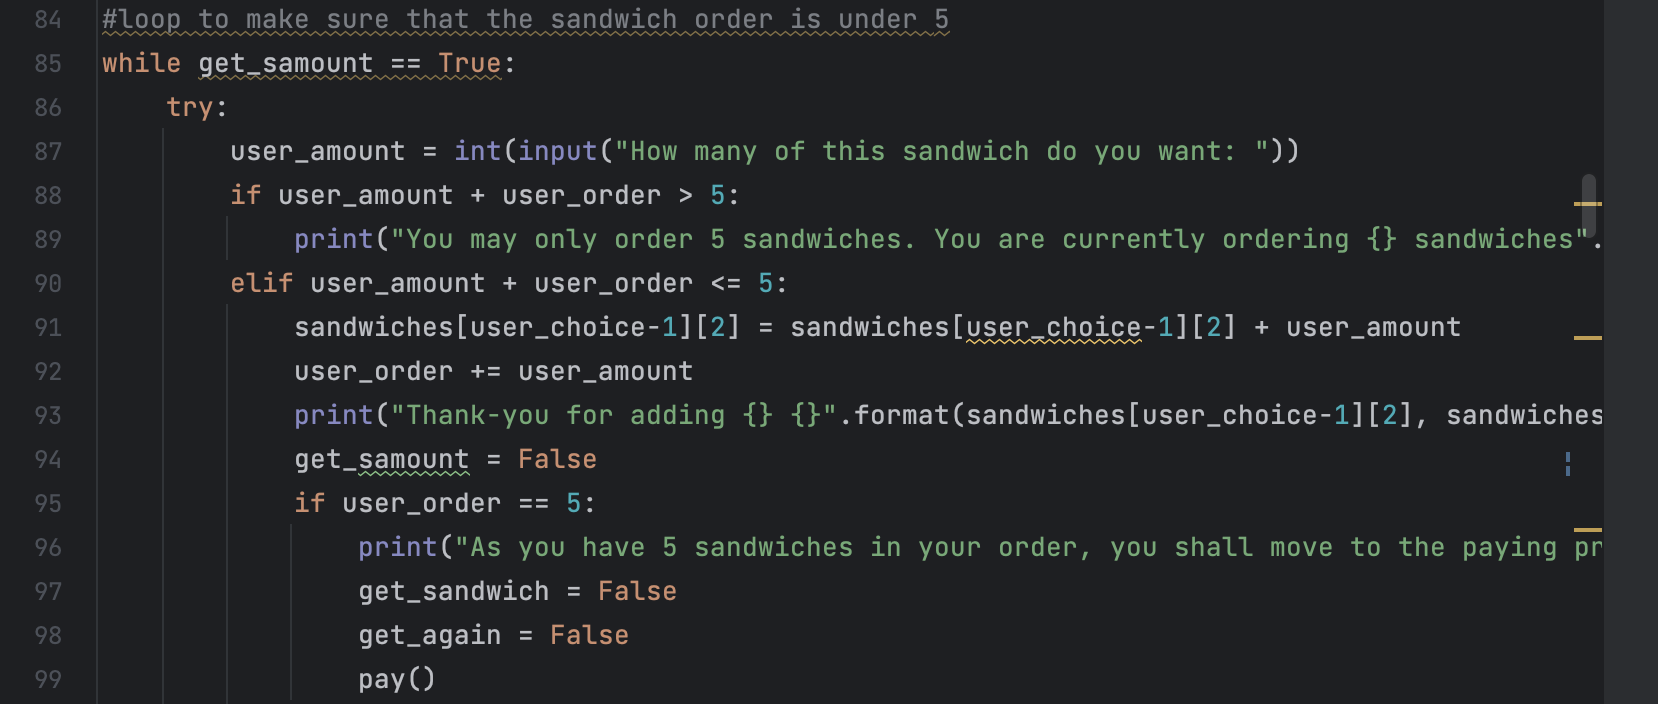 84 #loop to make sure that the sandwich order is under 5
85 while get_samount == True:
86     try:
87         user_amount = int(input("How many of this sandwich do you want: "))
88         if user_amount + user_order > 5:
89             print("You may only order 5 sandwiches. You are currently ordering {} sandwiches".
90         elif user_amount + user_order <= 5:
91             sandwiches[user_choice-1][2] = sandwiches[user_choice-1][2] + user_amount
92             user_order += user_amount
93             print("Thank-you for adding {} {}".format(sandwiches[user_choice-1][2], sandwiches
94             get_samount = False
95             if user_order == 5:
96                 print("As you have 5 sandwiches in your order, you shall move to the paying pr
97                 get_sandwich = False
98                 get_again = False
99                 pay()